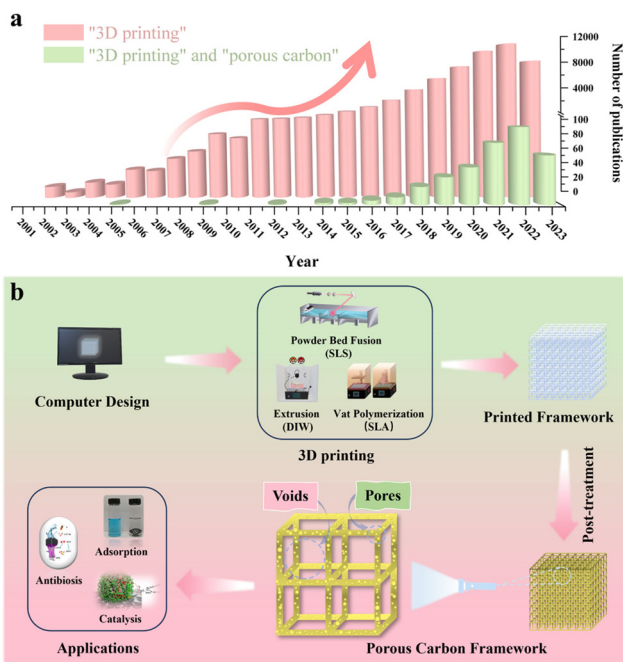 a
"3D printing"
"3D printing" and "porous carbon"
12000
8000
4000
100
80
60
40
20
0
Number of publications
2001
2002
2003
2004
2005
2006
2007
2008
2009
2010
2011
2012
2013
2014
2015
2016
2017
2018
2019
2020
2021
2022
2023
Year
b
Computer Design
Powder Bed Fusion
(SLS)
Extrusion
(DIW)
Vat Polymerization
(SLA)
3D printing
Printed Framework
Post-treatment
Voids
Pores
Porous Carbon Framework
Adsorption
Antibiosis
Catalysis
Applications